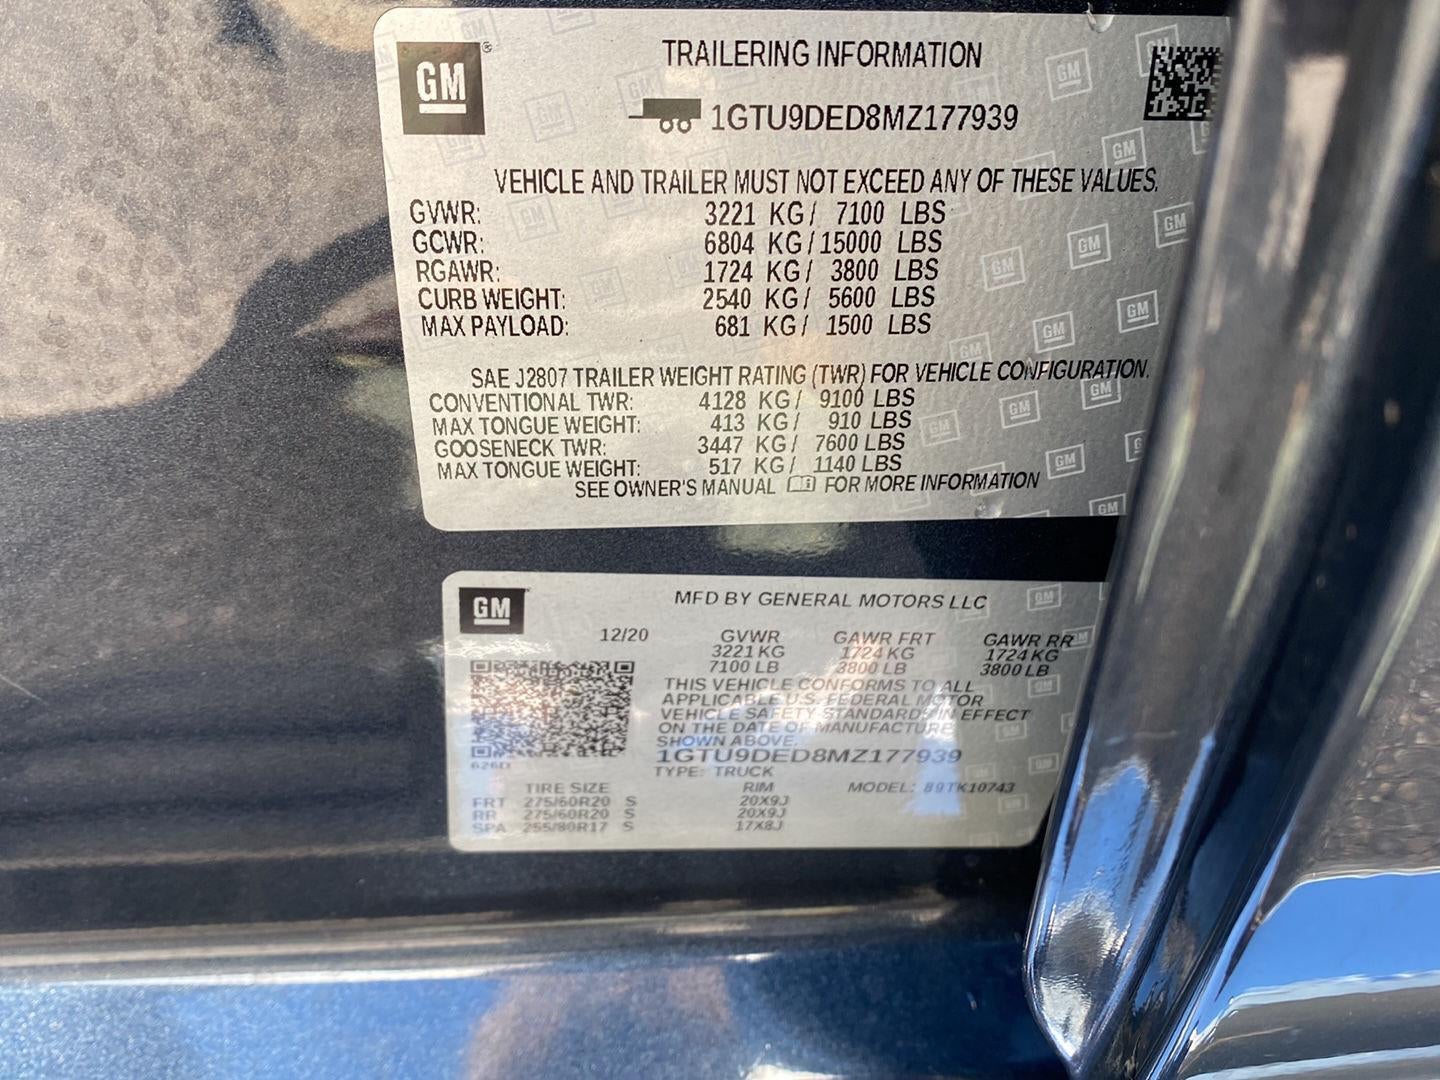 GM
TRAILERING INFORMATION
1GTU9DED8MZ177939
VEHICLE AND TRAILER MUST NOT EXCEED ANY OF THESE VALUES.
GVWR: 3221 KG/ 7100 LBS
GCWR: 6804 KG/15000 LBS
RGAWR: 1724 KG/ 3800 LBS
CURB WEIGHT: 2540 KG/ 5600 LBS
MAX PAYLOAD: 681 KG/ 1500 LBS
SAE J2807 TRAILER WEIGHT RATING (TWR) FOR VEHICLE CONFIGURATION.
CONVENTIONAL TWR: 4128 KG/ 9100 LBS
MAX TONGUE WEIGHT: 413 KG/ 910 LBS
GOOSENECK TWR: 3447 KG/ 7600 LBS
MAX TONGUE WEIGHT: 517 KG/ 1140 LBS
SEE OWNER'S MANUAL FOR MORE INFORMATION
GM
MFD BY GENERAL MOTORS LLC
12/20 GVWR GAWR FRT GAWR RR
3221 KG 1724 KG 1724 KG
7100 LB 3800 LB 3800 LB
THIS VEHICLE CONFORMS TO ALL
APPLICABLE U.S. FEDERAL MOTOR
VEHICLE SAFETY STANDARDS IN EFFECT
ON THE DATE OF MANUFACTURE
SHOWN ABOVE.
1GTU9DED8MZ177939
626D
TYPE: TRUCK
TIRE SIZE RIM MODEL: 89TK10743
FRT 275/60R20 S 20X9J
RR 275/60R20 S 20X9J
SPA 255/80R17 S 17X8J